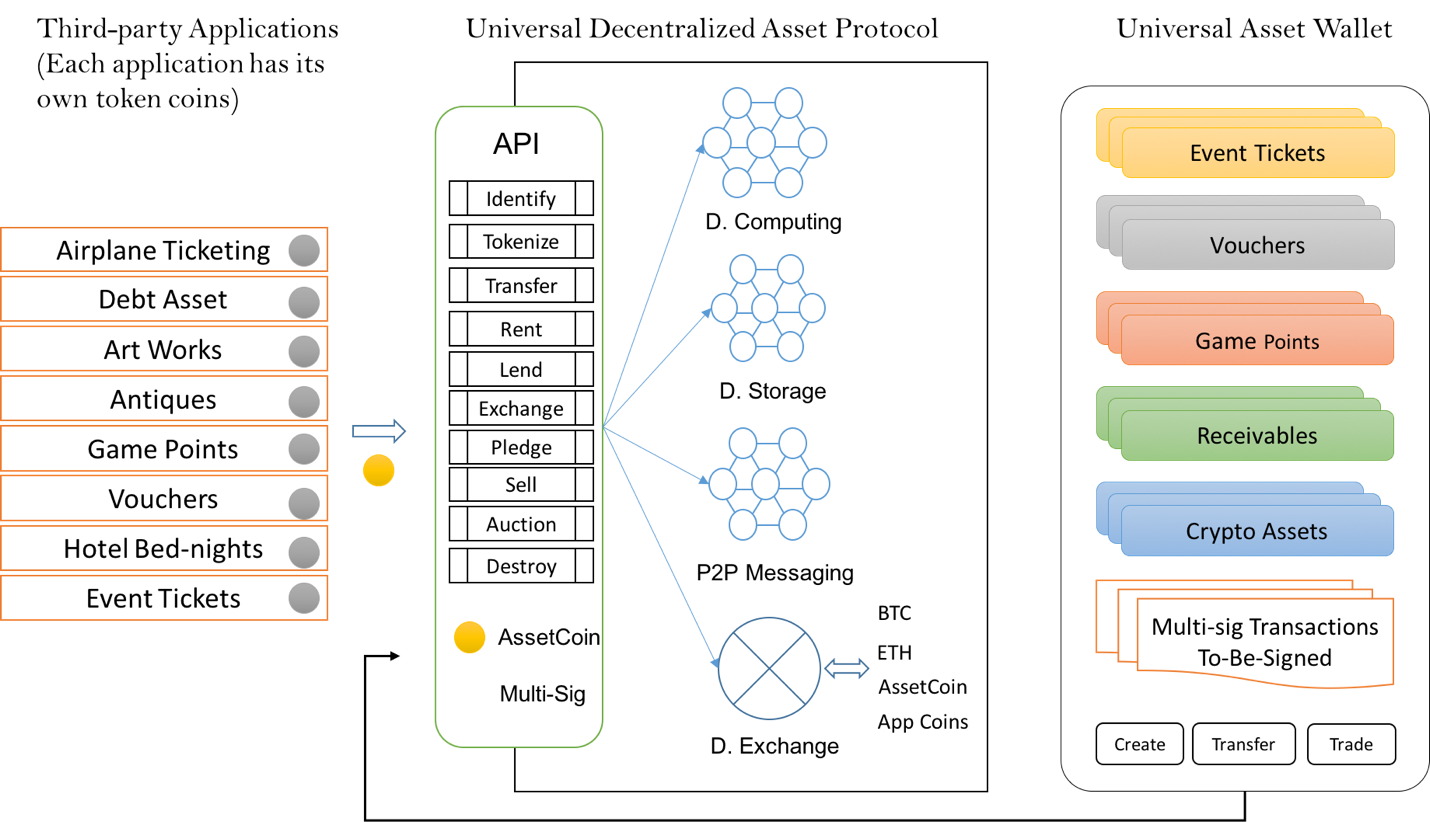 Third-party Applications
(Each application has its
own token coins)
Airplane Ticketing
Debt Asset
Art Works
Antiques
Game Points
Vouchers
Hotel Bed-nights
Event Tickets
Universal Decentralized Asset Protocol
API
Identify
Tokenize
Transfer
Rent
Lend
Exchange
Pledge
Sell
Auction
Destroy
AssetCoin
Multi-Sig
D. Computing
D. Storage
P2P Messaging
D. Exchange
BTC
ETH
AssetCoin
App Coins
Universal Asset Wallet
Event Tickets
Vouchers
Game Points
Receivables
Crypto Assets
Multi-sig Transactions
To-Be-Signed
Create
Transfer
Trade